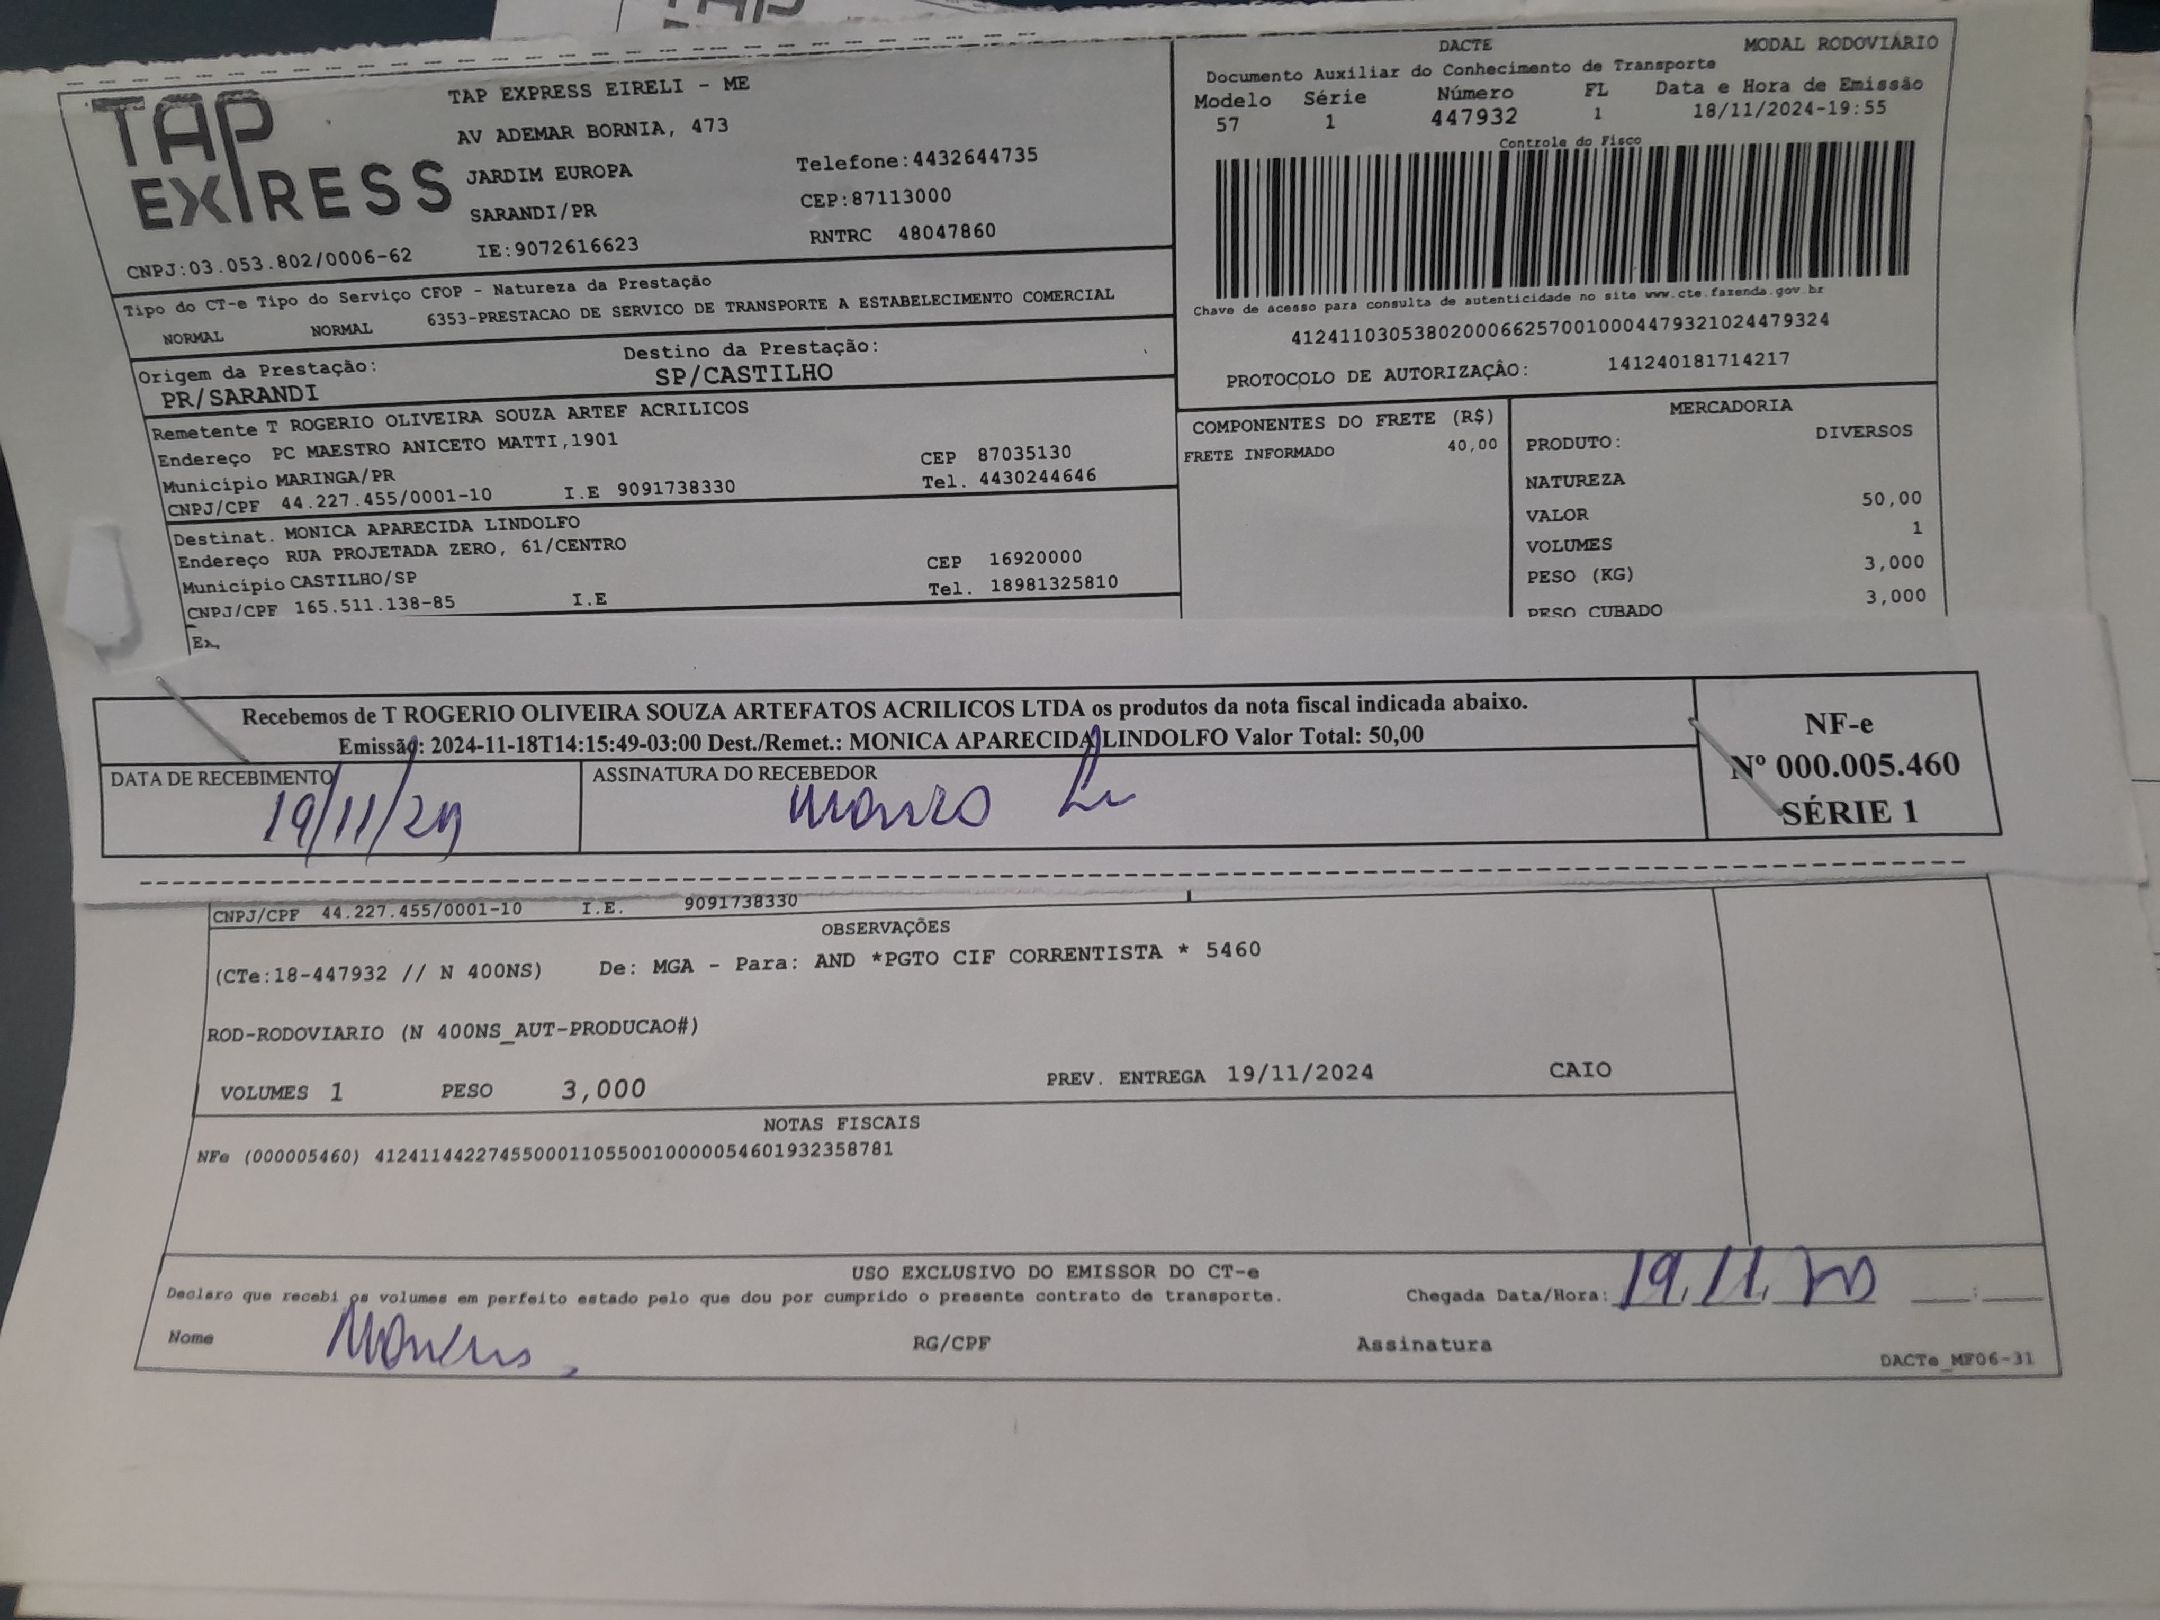 TAP
EXPRESS
TAP EXPRESS EIRELI - ME
AV ADEMAR BORNIA, 473
JARDIM EUROPA Telefone:4432644735
SARANDI/PR CEP:87113000
CNPJ:03.053.802/0006-62 IE:9072616623 RNTRC 48047860
DACTE MODAL RODOVIÁRIO
Documento Auxiliar do Conhecimento de Transporte
Modelo Série Número FL Data e Hora de Emissão
57 1 447932 1 18/11/2024-19:55
Controle do Fisco
Chave de acesso para consulta de autenticidade no site www.cte.fazenda.gov.br
41241103053802000662570010004479321024479324
PROTOCOLO DE AUTORIZAÇÂO: 141240181714217
Tipo do CT-e Tipo do Serviço CFOP - Natureza da Prestação
NORMAL NORMAL 6353-PRESTACAO DE SERVICO DE TRANSPORTE A ESTABELECIMENTO COMERCIAL
Origem da Prestação: Destino da Prestação:
PR/SARANDI SP/CASTILHO
Remetente T ROGERIO OLIVEIRA SOUZA ARTEF ACRILICOS
Endereço PC MAESTRO ANICETO MATTI,1901
Município MARINGA/PR CEP 87035130
CNPJ/CPF 44.227.455/0001-10 I.E 9091738330 Tel. 4430244646
Destinat. MONICA APARECIDA LINDOLFO
Endereço RUA PROJETADA ZERO, 61/CENTRO
Município CASTILHO/SP CEP 16920000
CNPJ/CPF 165.511.138-85 I.E Tel. 18981325810
COMPONENTES DO FRETE (R$)
FRETE INFORMADO 40,00
MERCADORIA
PRODUTO: DIVERSOS
NATUREZA
VALOR 50,00
VOLUMES 1
PESO (KG) 3,000
PESO CUBADO 3,000
Recebemos de T ROGERIO OLIVEIRA SOUZA ARTEFATOS ACRILICOS LTDA os produtos da nota fiscal indicada abaixo.
Emissão: 2024-11-18T14:15:49-03:00 Dest./Remet.: MONICA APARECIDA LINDOLFO Valor Total: 50,00
DATA DE RECEBIMENTO ASSINATURA DO RECEBEDOR
19/11/24
NF-e
Nº 000.005.460
SÉRIE 1
CNPJ/CPF 44.227.455/0001-10 I.E. 9091738330
OBSERVAÇÕES
(CTe:18-447932 // N 400NS) De: MGA - Para: AND *PGTO CIF CORRENTISTA * 5460
ROD-RODOVIARIO (N 400NS_AUT-PRODUCAO#)
VOLUMES 1 PESO 3,000 PREV. ENTREGA 19/11/2024 CAIO
NOTAS FISCAIS
NFe (000005460) 41241144227455000110550010000054601932358781
USO EXCLUSIVO DO EMISSOR DO CT-e
Declaro que recebi os volumes em perfeito estado pelo que dou por cumprido o presente contrato de transporte. Chegada Data/Hora: 19 11
Nome RG/CPF Assinatura
DACTe_MF06-31